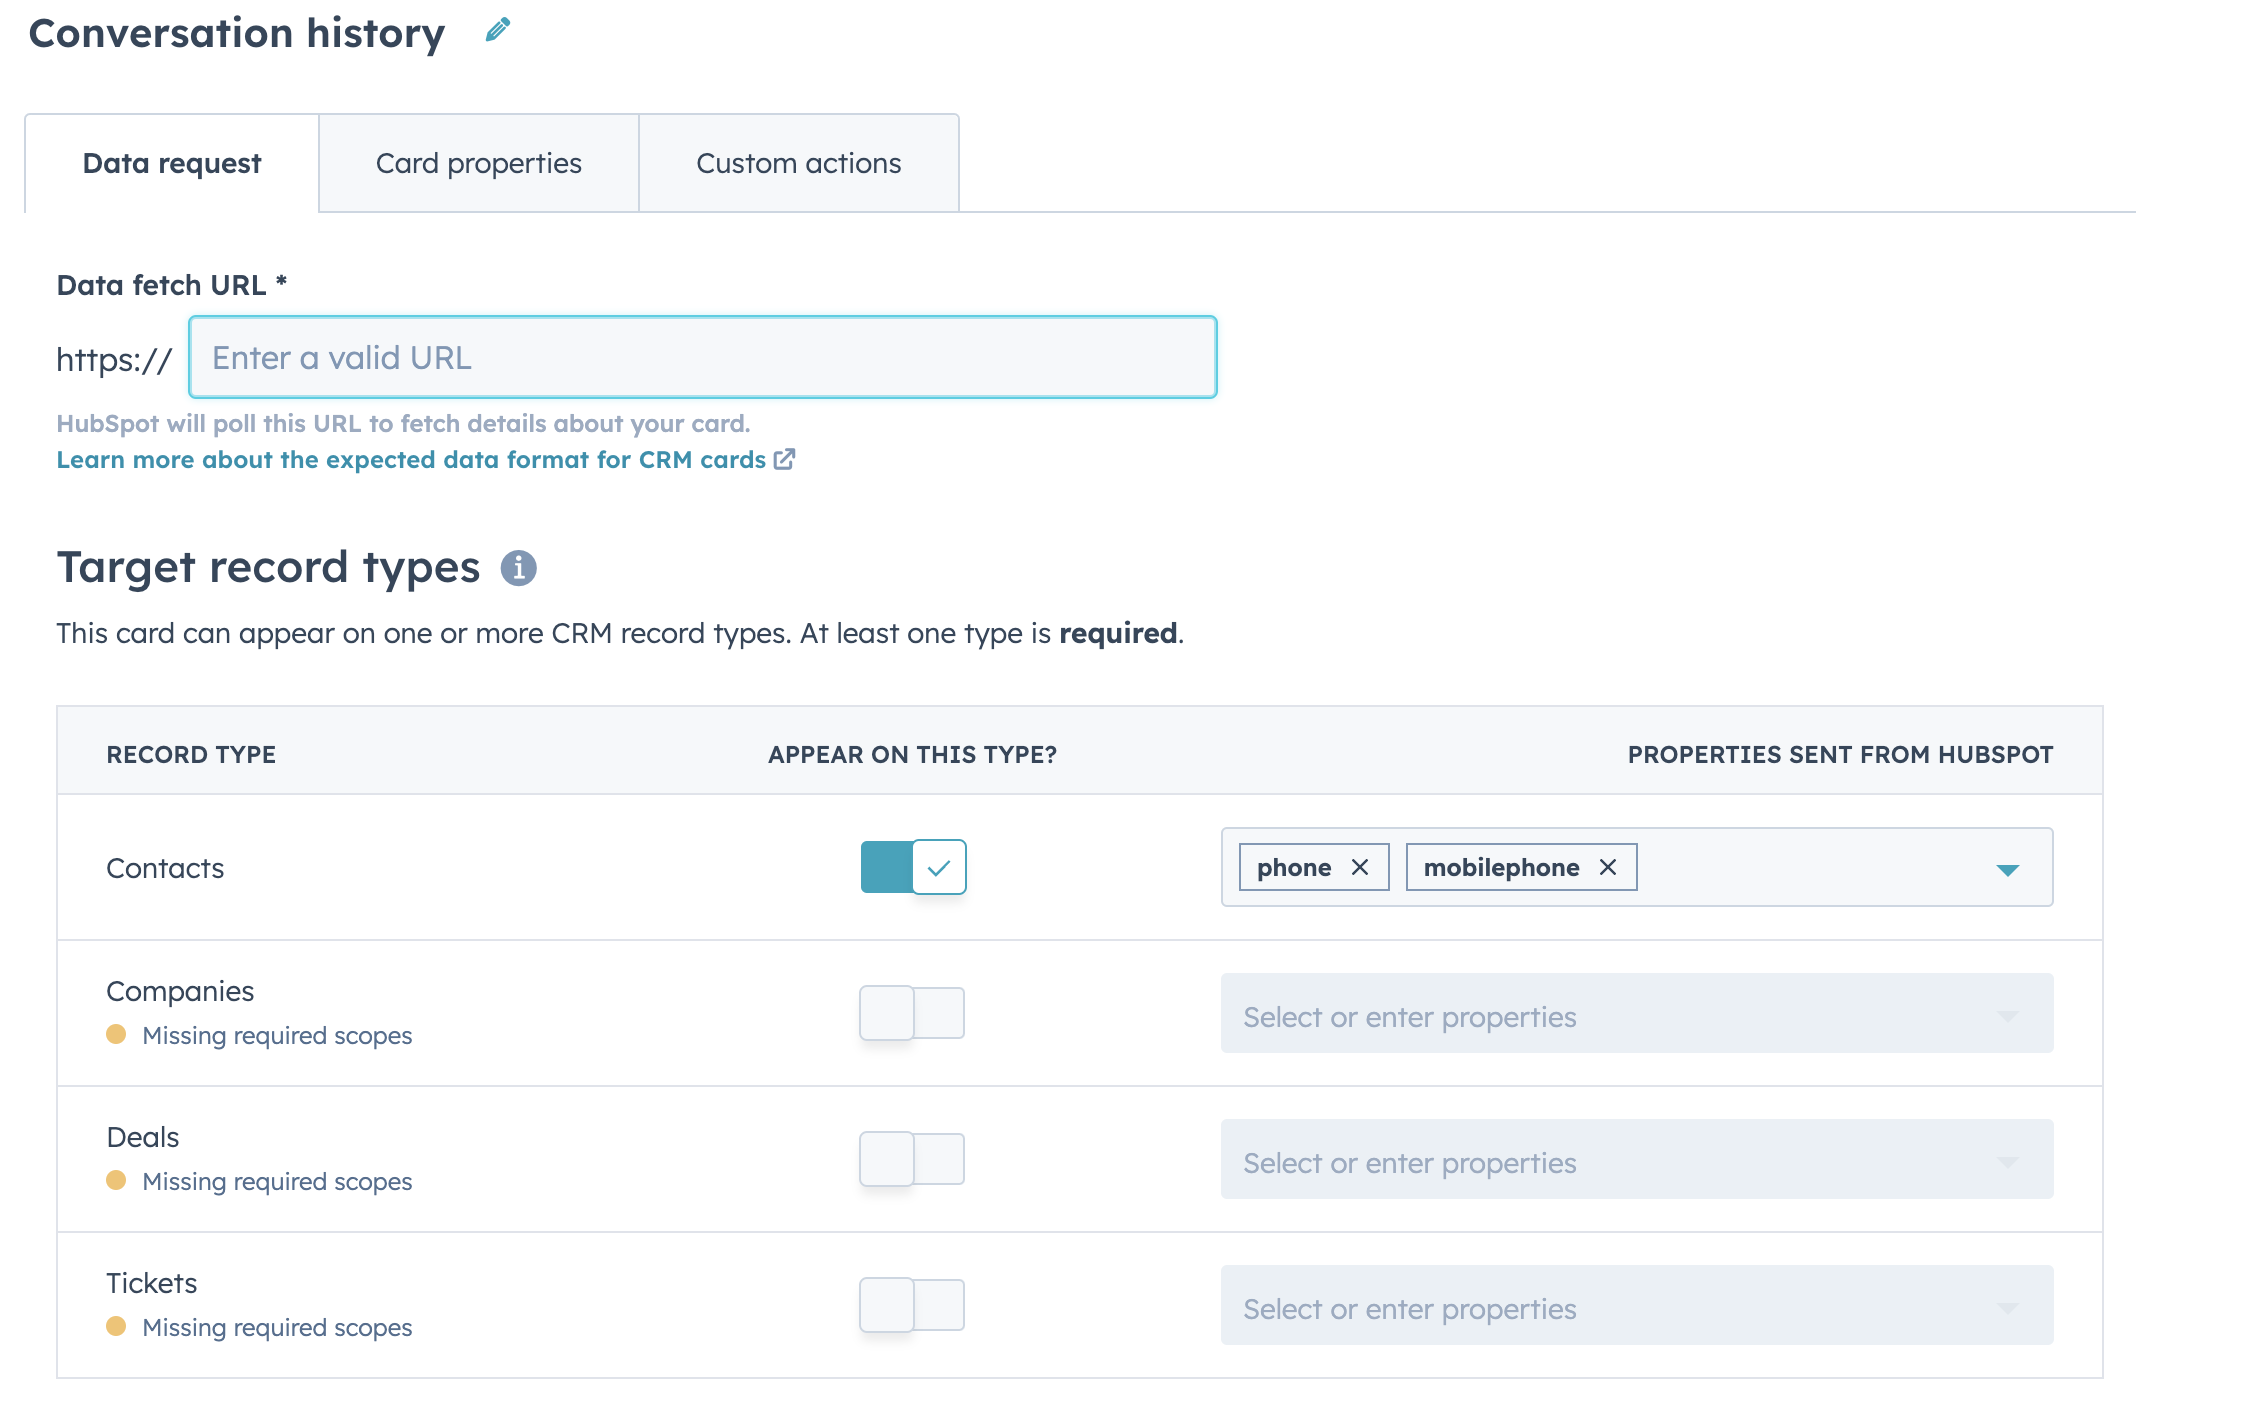 Conversation history
Data request
Card properties
Custom actions
Data fetch URL *
https://
Enter a valid URL
HubSpot will poll this URL to fetch details about your card.
Learn more about the expected data format for CRM cards
Target record types
This card can appear on one or more CRM record types. At least one type is required.
RECORD TYPE
APPEAR ON THIS TYPE?
PROPERTIES SENT FROM HUBSPOT
Contacts
phone
mobilephone
Companies
Missing required scopes
Select or enter properties
Deals
Missing required scopes
Select or enter properties
Tickets
Missing required scopes
Select or enter properties